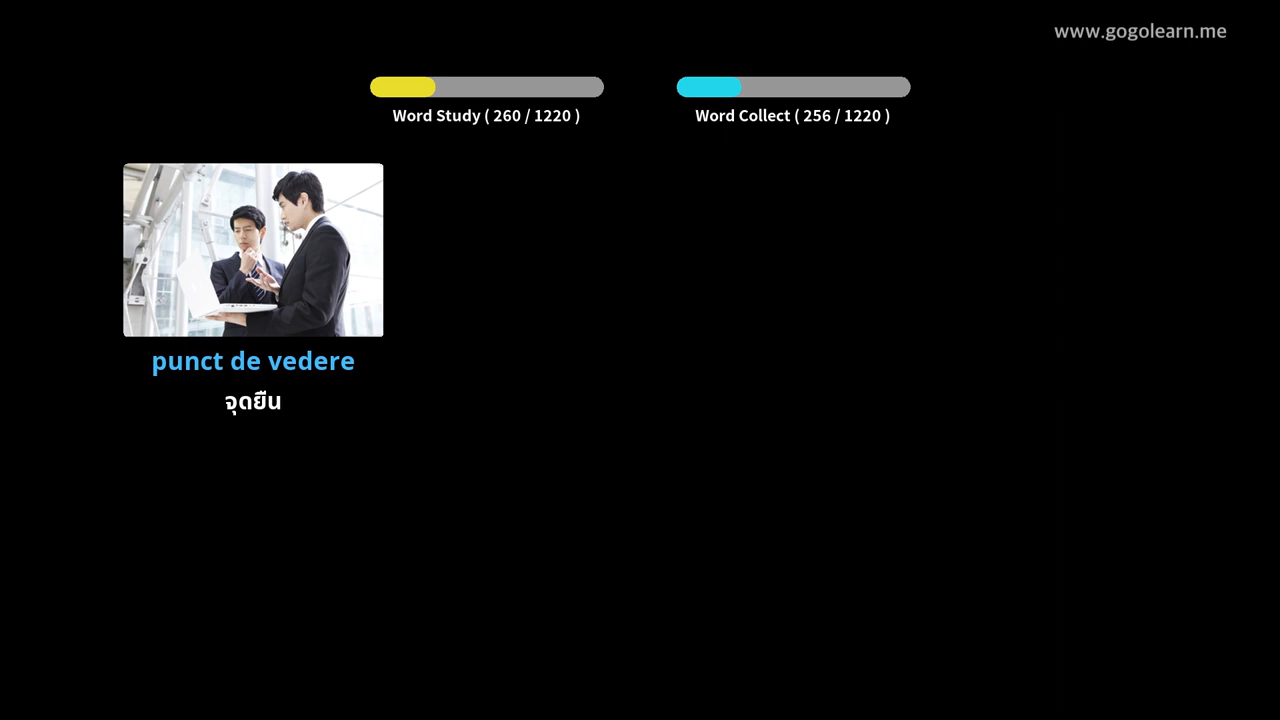 www.gogolearn.me
Word Study ( 260 / 1220 )
Word Collect ( 256 / 1220 )
punct de vedere
จุดยืน